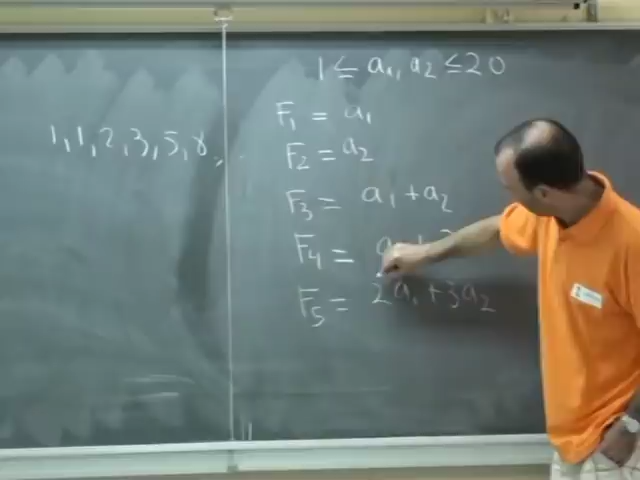 1, 1, 2, 3, 5, 8, ..
1 ≤ a₁, a₂ ≤ 20
F₁ = a₁
F₂ = a₂
F₃ = a₁ + a₂
F₄ = a
F₅ = 2a₁ + 3a₂